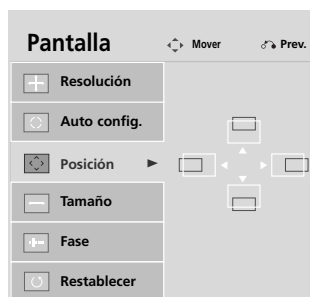 Pantalla
Mover
Prev.
Resolución
Auto config.
Posición
Tamaño
Fase
Restablecer